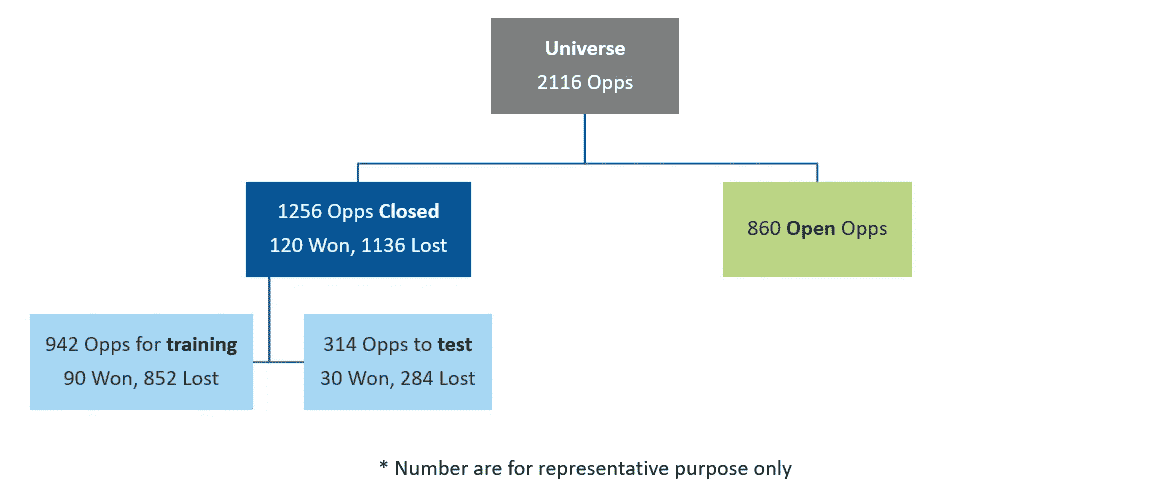 Universe
2116 Opps
1256 Opps Closed
120 Won, 1136 Lost
860 Open Opps
942 Opps for training
90 Won, 852 Lost
314 Opps to test
30 Won, 284 Lost
* Number are for representative purpose only